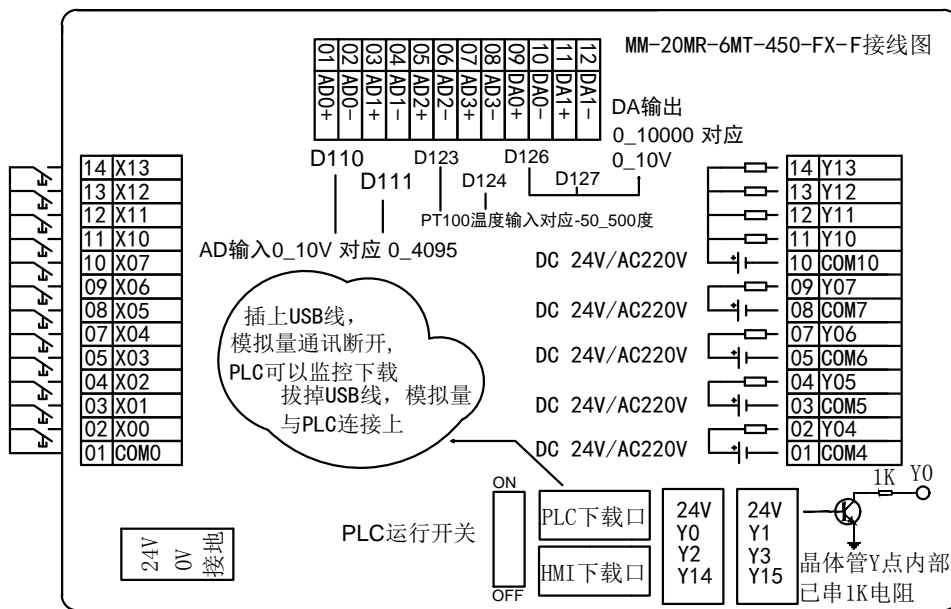 MM-20MR-6MT-450-FX-F接线图
01 AD0+
02 AD0-
03 AD1+
04 AD1-
05 AD2+
06 AD2-
07 AD3+
08 AD3-
09 DA0+
10 DA0-
11 DA1+
12 DA1-
DA输出
0_10000 对应
0_10V
D110
D111
D123
D124
D126
D127
PT100温度输入对应-50_500度
AD输入0_10V 对应 0_4095
14 X13
13 X12
12 X11
11 X10
10 X07
09 X06
08 X05
07 X04
05 X03
04 X02
03 X01
02 X00
01 COM0
插上USB线，
模拟量通讯断开，
PLC可以监控下载
拔掉USB线，模拟量
与PLC连接上
DC 24V/AC220V
DC 24V/AC220V
DC 24V/AC220V
DC 24V/AC220V
DC 24V/AC220V
14 Y13
13 Y12
12 Y11
11 Y10
10 COM10
09 Y07
08 COM7
07 Y06
05 COM6
04 Y05
03 COM5
02 Y04
01 COM4
24V
0V
接地
PLC运行开关
ON
OFF
PLC下载口
HMI下载口
24V
Y0
Y2
Y14
24V
Y1
Y3
Y15
1K
Y0
晶体管Y点内部
已串1K电阻